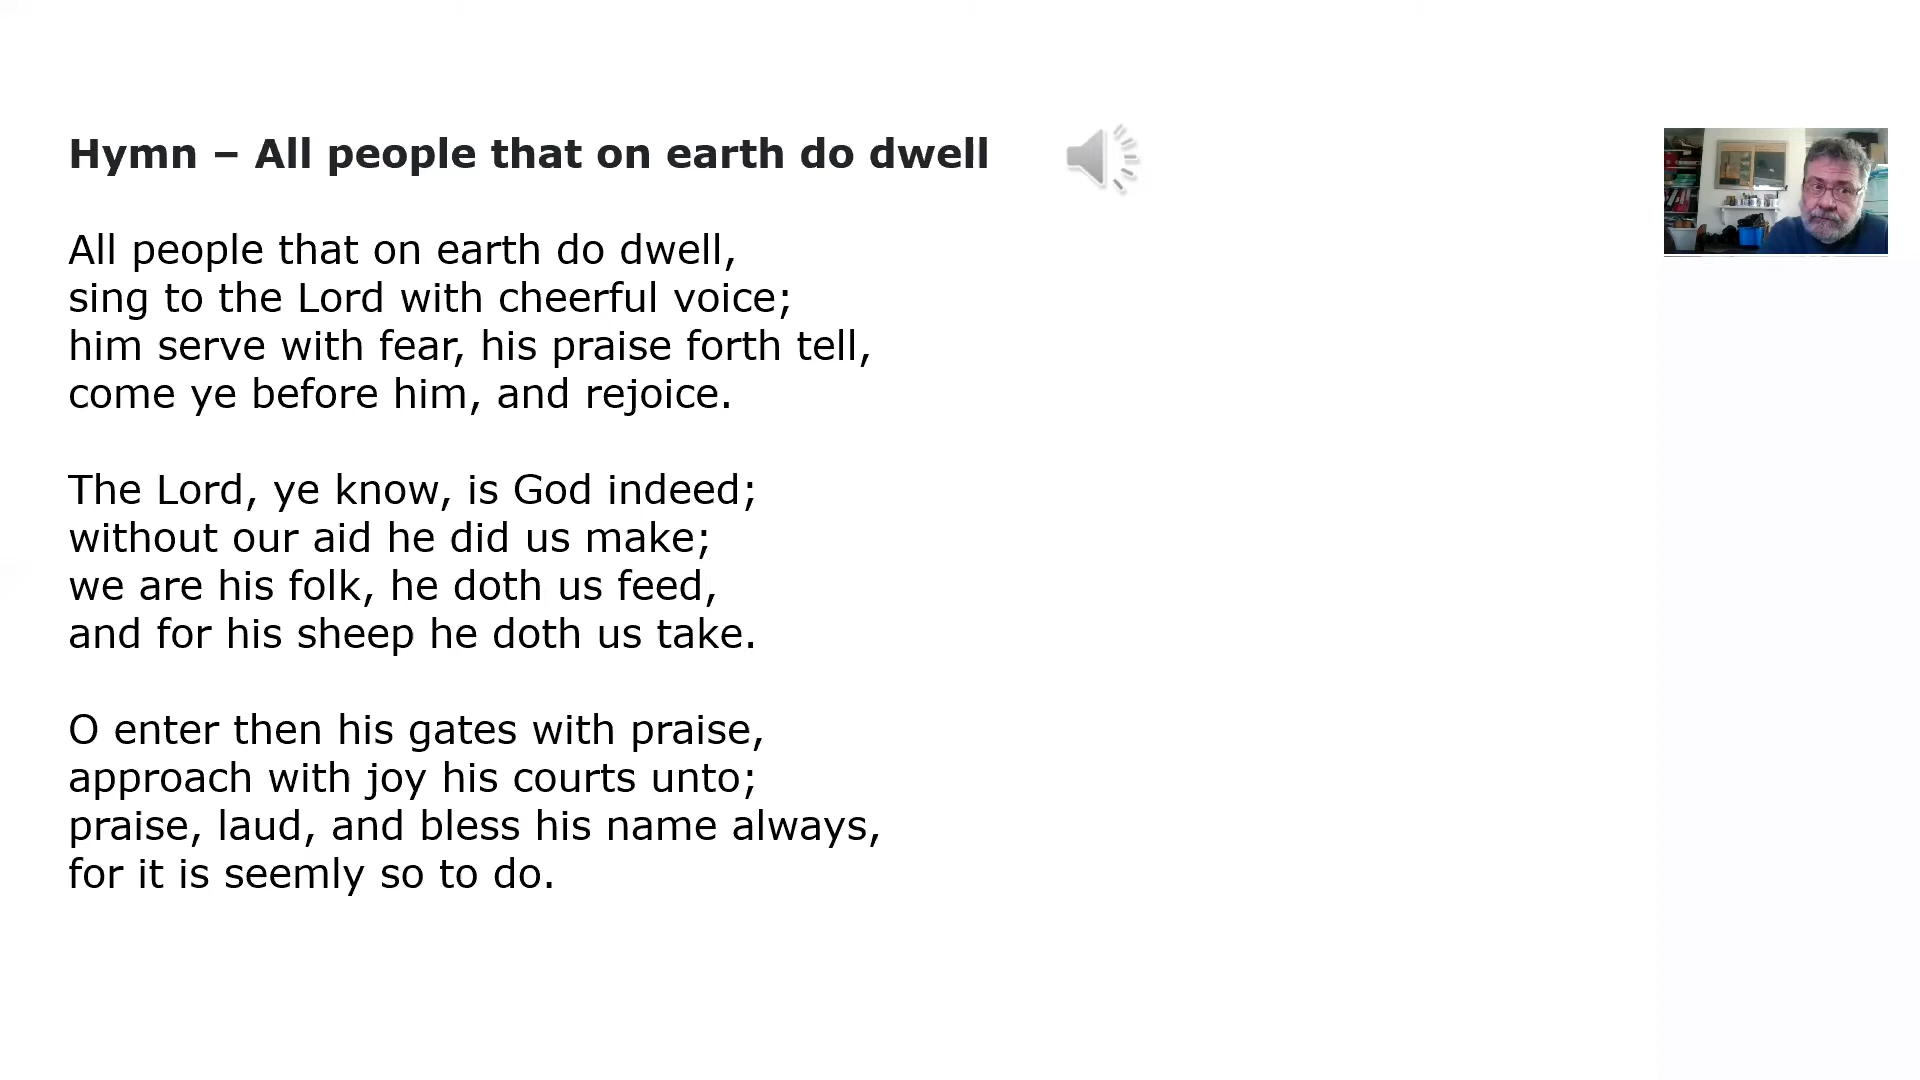 Hymn – All people that on earth do dwell
All people that on earth do dwell,
sing to the Lord with cheerful voice;
him serve with fear, his praise forth tell,
come ye before him, and rejoice.
The Lord, ye know, is God indeed;
without our aid he did us make;
we are his folk, he doth us feed,
and for his sheep he doth us take.
O enter then his gates with praise,
approach with joy his courts unto;
praise, laud, and bless his name always,
for it is seemly so to do.